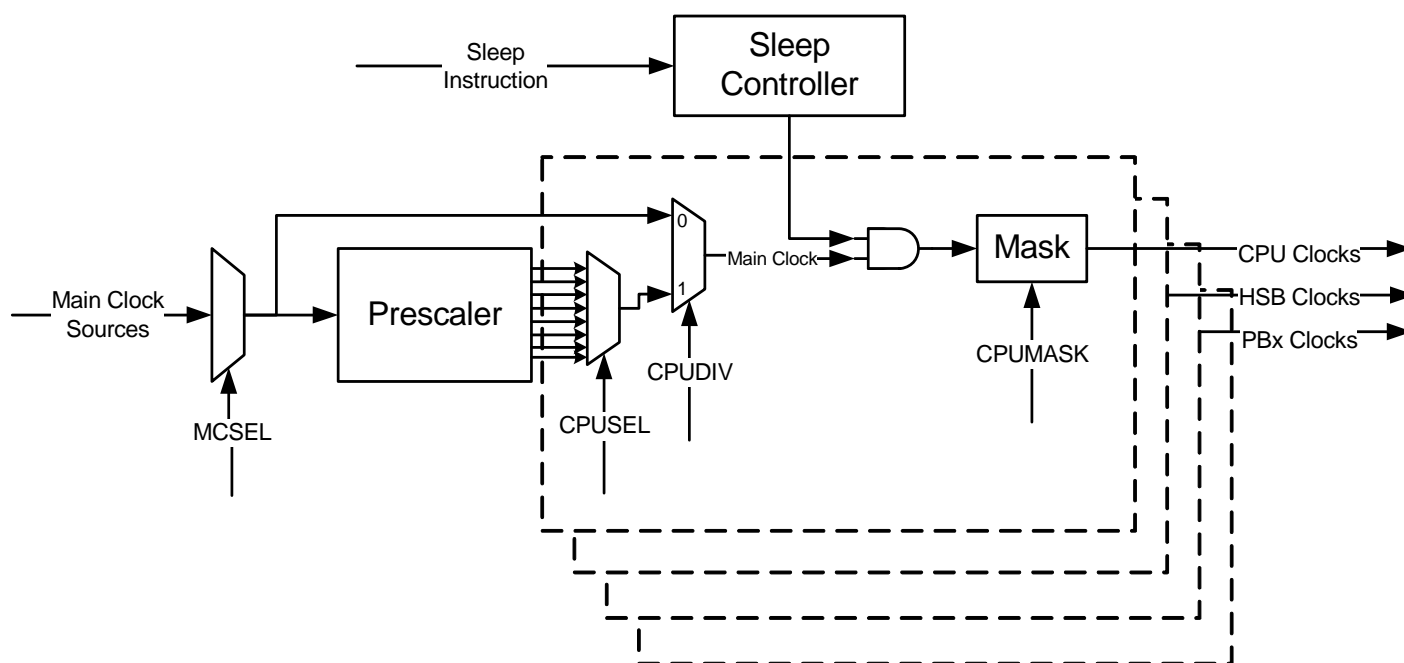 Sleep
Instruction
Sleep
Controller
0
Main Clock
Mask
CPU Clocks
Main Clock
Sources
Prescaler
1
HSB Clocks
PBx Clocks
CPUMASK
CPUDIV
MCSEL
CPUSEL